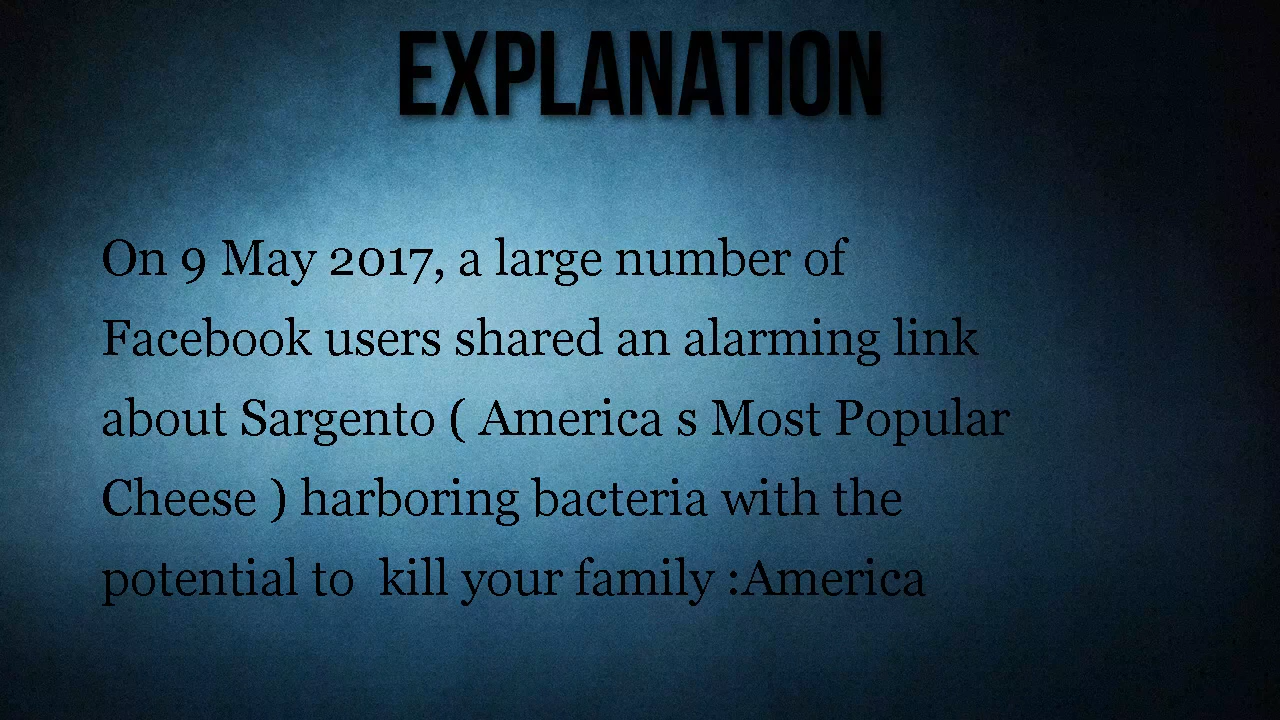 EXPLANATION
On 9 May 2017, a large number of
Facebook users shared an alarming link
about Sargento ( America s Most Popular
Cheese ) harboring bacteria with the
potential to  kill your family :America